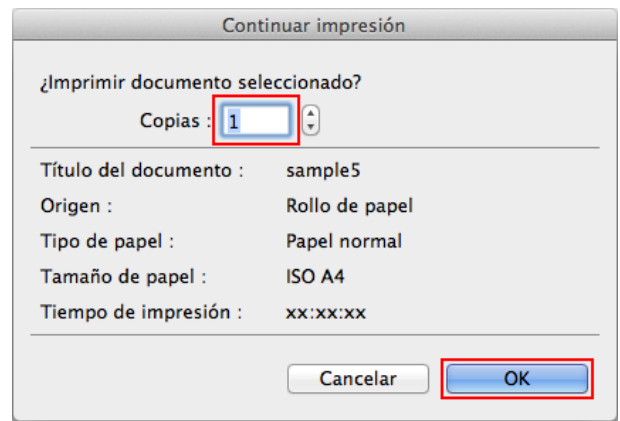 Continuar impresión
¿Imprimir documento seleccionado?
Copias : 1
Título del documento : sample5
Origen : Rollo de papel
Tipo de papel : Papel normal
Tamaño de papel : ISO A4
Tiempo de impresión : xx:xx:xx
Cancelar OK